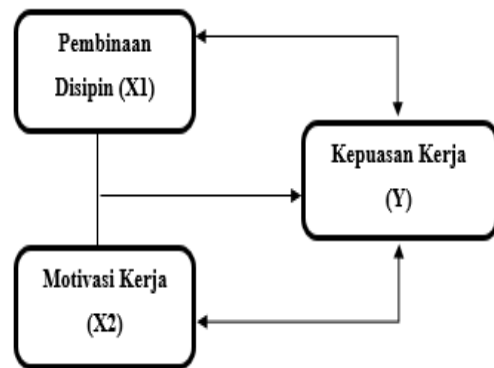 Pembinaan
Disipin (X1)
Kepuasan Kerja
(Y)
Motivasi Kerja
(X2)